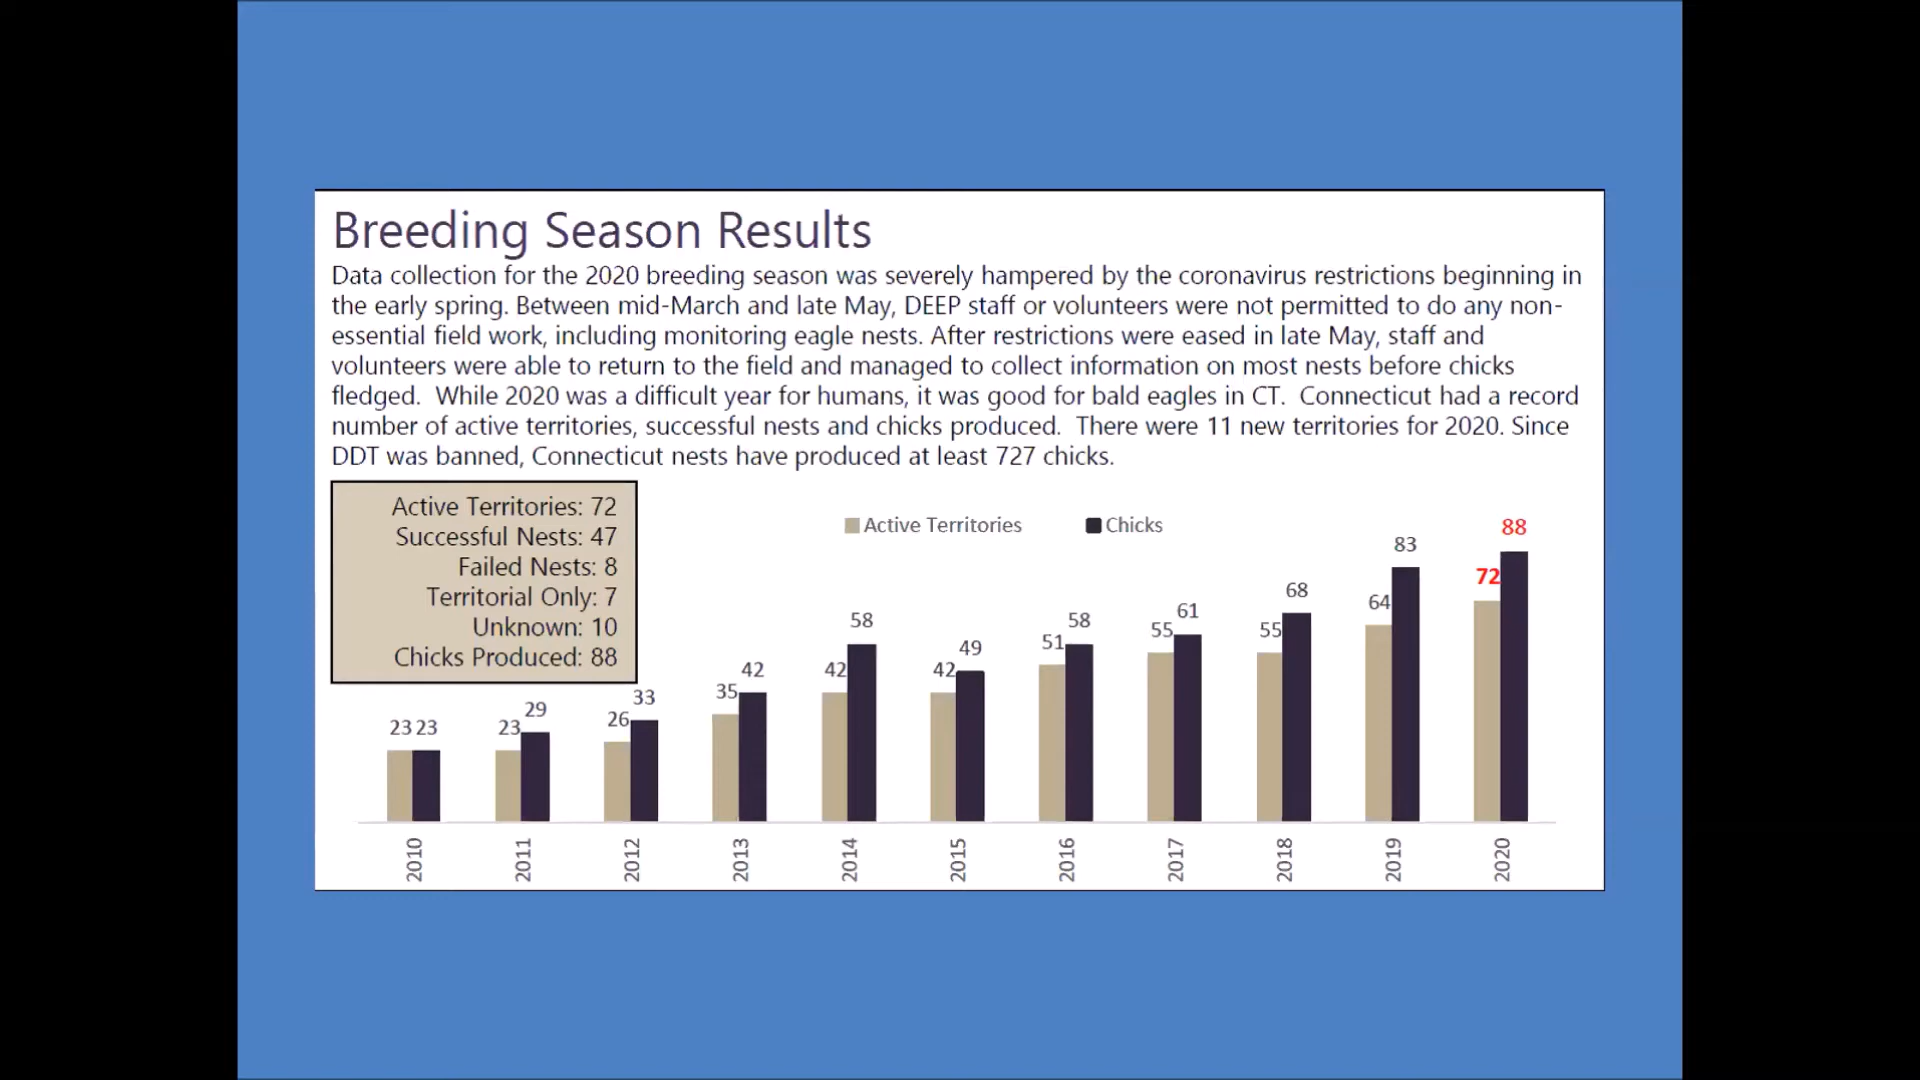 Breeding Season Results
Data collection for the 2020 breeding season was severely hampered by the coronavirus restrictions beginning in
the early spring. Between mid-March and late May, DEEP staff or volunteers were not permitted to do any non-
essential field work, including monitoring eagle nests. After restrictions were eased in late May, staff and
volunteers were able to return to the field and managed to collect information on most nests before chicks
fledged.  While 2020 was a difficult year for humans, it was good for bald eagles in CT.  Connecticut had a record
number of active territories, successful nests and chicks produced.  There were 11 new territories for 2020. Since
DDT was banned, Connecticut nests have produced at least 727 chicks.
Active Territories: 72
Successful Nests: 47
Failed Nests: 8
Territorial Only: 7
Unknown: 10
Chicks Produced: 88
Active Territories Chicks
23 23
23 29
26 33
35 42
42 58
42 49
51 58
55 61
55 68
64 83
72 88
2010 2011 2012 2013 2014 2015 2016 2017 2018 2019 2020